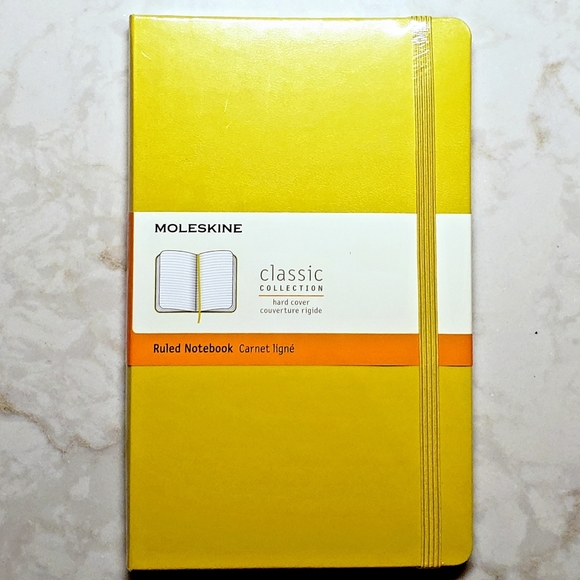 MOLESKINE
classic
COLLECTION
hard cover
couverture rigide
Ruled Notebook Carnet ligné